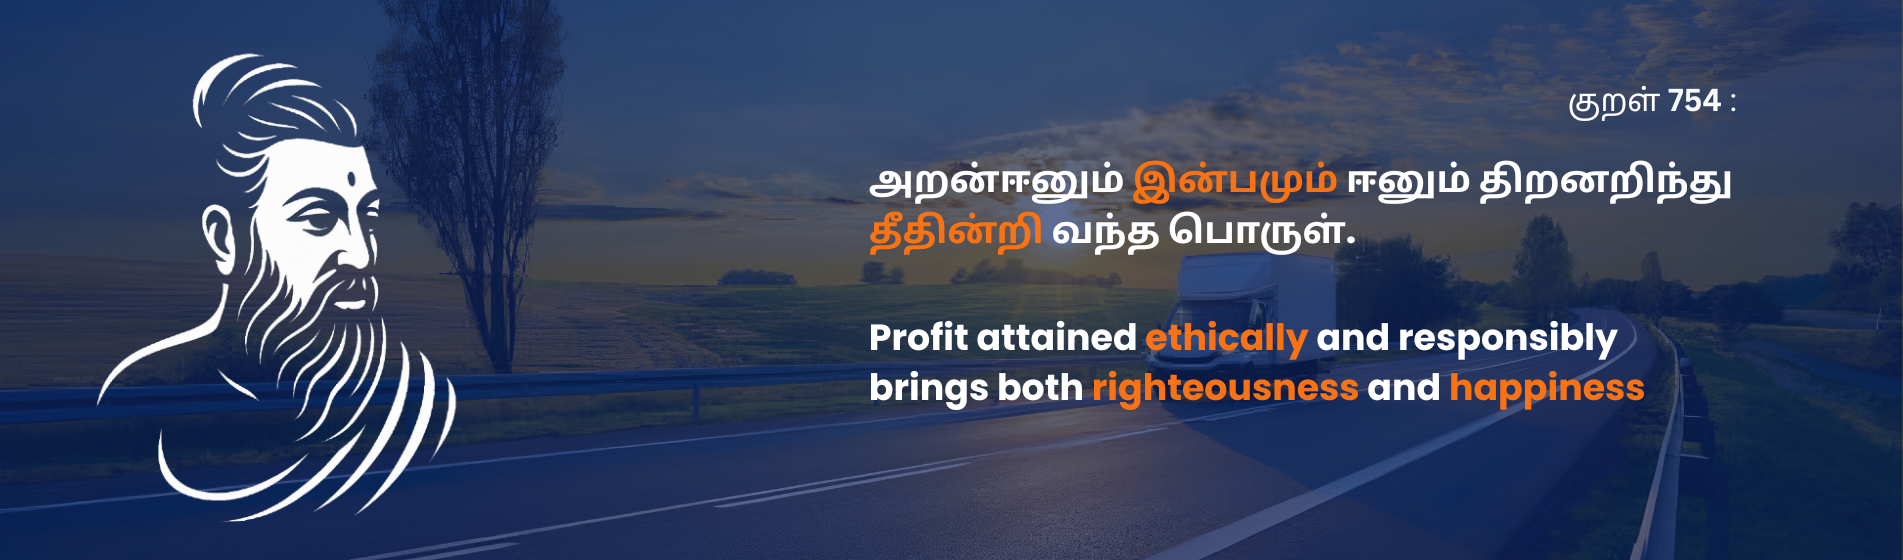 குறள் 754 :
அறன்ஈனும் இன்பமும் ஈனும் திறனறிந்து
தீதின்றி வந்த பொருள்.
Profit attained ethically and responsibly
brings both righteousness and happiness